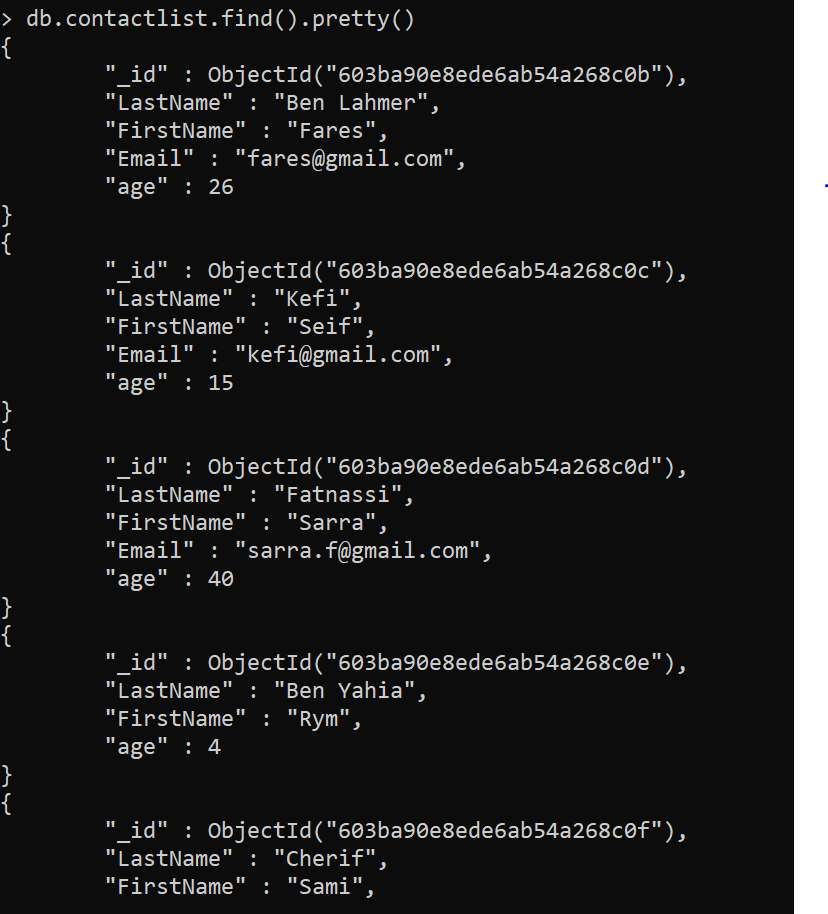 > db.contactlist.find().pretty()
{
        "_id" : ObjectId("603ba90e8ede6ab54a268c0b"),
        "LastName" : "Ben Lahmer",
        "FirstName" : "Fares",
        "Email" : "fares@gmail.com",
        "age" : 26
}
{
        "_id" : ObjectId("603ba90e8ede6ab54a268c0c"),
        "LastName" : "Kefi",
        "FirstName" : "Seif",
        "Email" : "kefi@gmail.com",
        "age" : 15
}
{
        "_id" : ObjectId("603ba90e8ede6ab54a268c0d"),
        "LastName" : "Fatnassi",
        "FirstName" : "Sarra",
        "Email" : "sarra.f@gmail.com",
        "age" : 40
}
{
        "_id" : ObjectId("603ba90e8ede6ab54a268c0e"),
        "LastName" : "Ben Yahia",
        "FirstName" : "Rym",
        "age" : 4
}
{
        "_id" : ObjectId("603ba90e8ede6ab54a268c0f"),
        "LastName" : "Cherif",
        "FirstName" : "Sami",